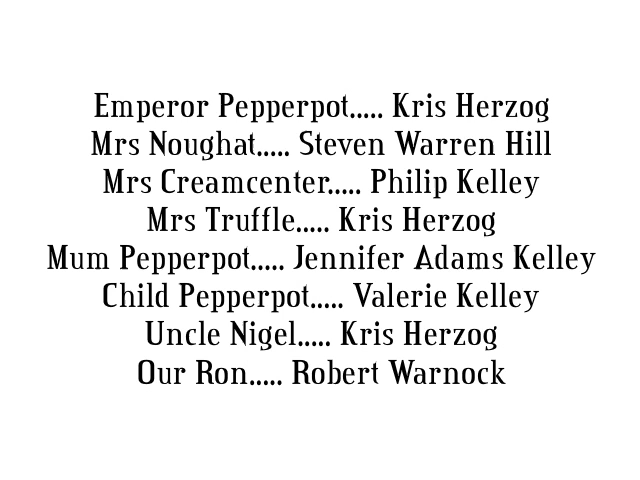 Emperor Pepperpot..... Kris Herzog
Mrs Noughat..... Steven Warren Hill
Mrs Creamcenter..... Philip Kelley
Mrs Truffle..... Kris Herzog
Mum Pepperpot..... Jennifer Adams Kelley
Child Pepperpot..... Valerie Kelley
Uncle Nigel..... Kris Herzog
Our Ron..... Robert Warnock